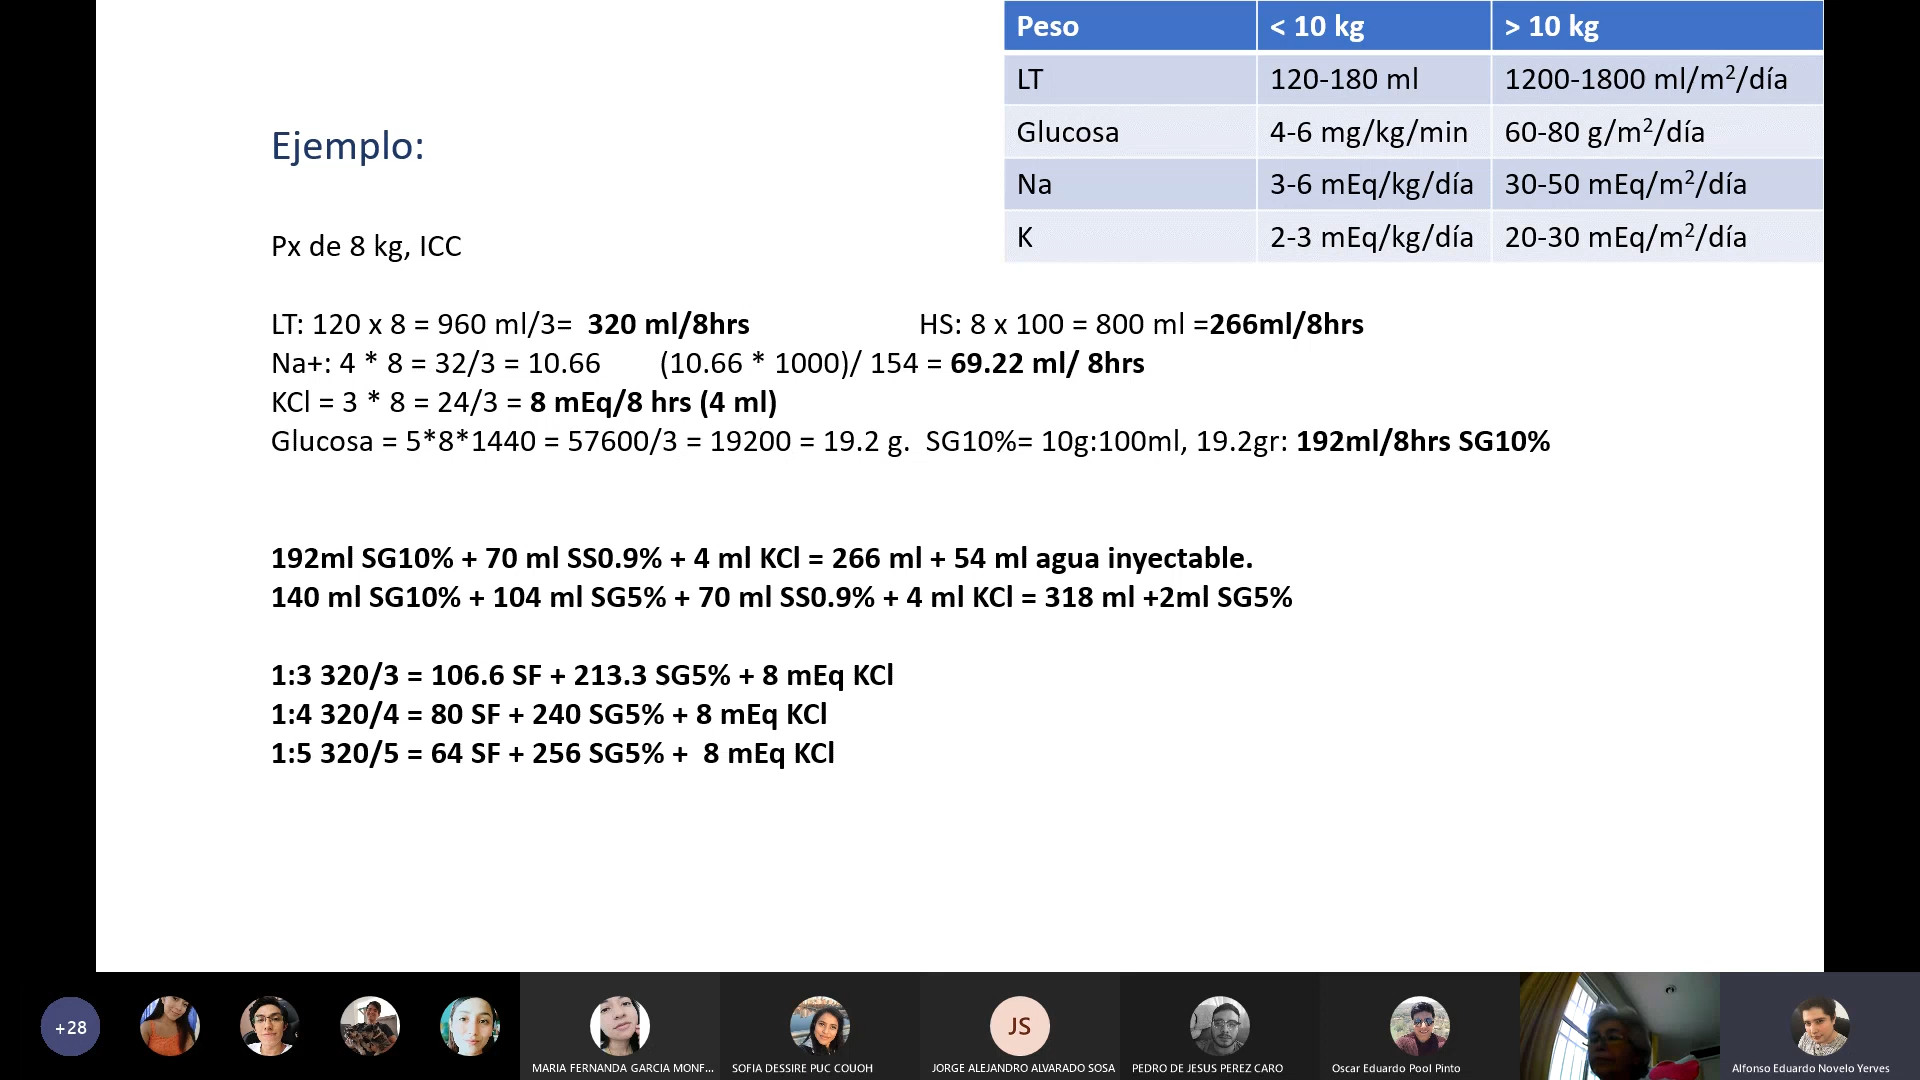 Peso < 10 kg > 10 kg
LT 120-180 ml 1200-1800 ml/m²/día
Glucosa 4-6 mg/kg/min 60-80 g/m²/día
Na 3-6 mEq/kg/día 30-50 mEq/m²/día
K 2-3 mEq/kg/día 20-30 mEq/m²/día
Ejemplo:
Px de 8 kg, ICC
LT: 120 x 8 = 960 ml/3= 320 ml/8hrs HS: 8 x 100 = 800 ml =266ml/8hrs
Na+: 4 * 8 = 32/3 = 10.66 (10.66 * 1000)/ 154 = 69.22 ml/ 8hrs
KCl = 3 * 8 = 24/3 = 8 mEq/8 hrs (4 ml)
Glucosa = 5*8*1440 = 57600/3 = 19200 = 19.2 g. SG10%= 10g:100ml, 19.2gr: 192ml/8hrs SG10%
192ml SG10% + 70 ml SS0.9% + 4 ml KCl = 266 ml + 54 ml agua inyectable.
140 ml SG10% + 104 ml SG5% + 70 ml SS0.9% + 4 ml KCl = 318 ml +2ml SG5%
1:3 320/3 = 106.6 SF + 213.3 SG5% + 8 mEq KCl
1:4 320/4 = 80 SF + 240 SG5% + 8 mEq KCl
1:5 320/5 = 64 SF + 256 SG5% + 8 mEq KCl
+28
JS
MARIA FERNANDA GARCIA MONF... SOFIA DESSIRE PUC COUOH JORGE ALEJANDRO ALVARADO SOSA PEDRO DE JESUS PEREZ CARO Oscar Eduardo Pool Pinto Alfonso Eduardo Novelo Yerves